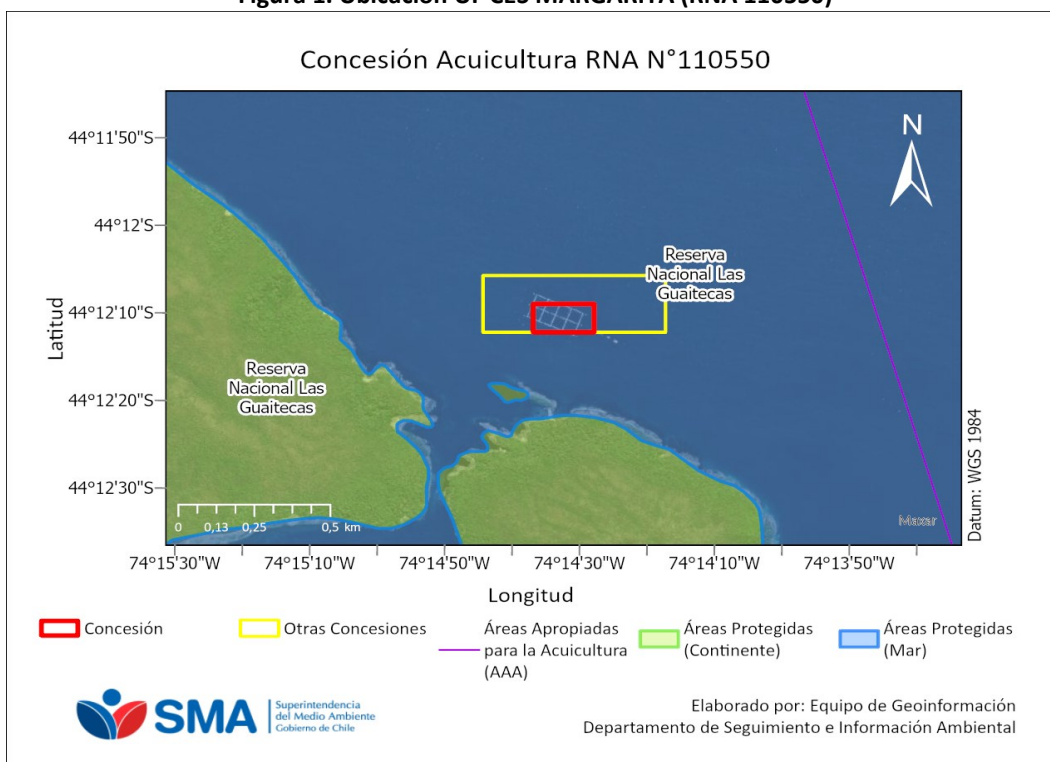 Figura 1. Ubicación UF CES MARGARITA (RNA 110550)
Concesión Acuicultura RNA N°110550
N
44°11'50"S
44°12'S
44°12'10"S
44°12'20"S
44°12'30"S
Latitud
Reserva
Nacional Las
Guaitecas
Reserva
Nacional Las
Guaitecas
Datum: WGS 1984
Maxar
0 0,13 0,25 0,5 km
74°15'30"W 74°15'10"W 74°14'50"W 74°14'30"W 74°14'10"W 74°13'50"W
Longitud
Concesión
Otras Concesiones
Áreas Apropiadas
para la Acuicultura
(AAA)
Áreas Protegidas
(Continente)
Áreas Protegidas
(Mar)
SMA
Superintendencia
del Medio Ambiente
Gobierno de Chile
Elaborado por: Equipo de Geoinformación
Departamento de Seguimiento e Información Ambiental